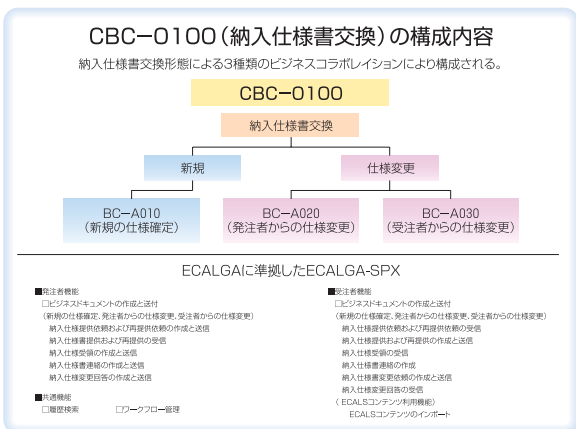 CBC−0100（納入仕様書交換）の構成内容
納入仕様書交換形態による3種類のビジネスコラボレイションにより構成される。
CBC−0100
納入仕様書交換
新規
仕様変更
BC−A010
（新規の仕様確定）
BC−A020
（発注者からの仕様変更）
BC−A030
（受注者からの仕様変更）
ECALGAに準拠したECALGA-SPX
■発注者機能
□ビジネスドキュメントの作成と送付
（新規の仕様確定、発注者からの仕様変更、受注者からの仕様変更）
納入仕様提供依頼および再提供依頼の作成と送信
納入仕様書提供および再提供の受信
納入仕様受領の作成と送信
納入仕様書連絡の作成と送信
納入仕様変更回答の作成と送信
■共通機能
□履歴検索 □ワークフロー管理
■受注者機能
□ビジネスドキュメントの作成と送付
（新規の仕様確定、発注者からの仕様変更、受注者からの仕様変更）
納入仕様提供依頼および再提供依頼の受信
納入仕様書提供および再提供の作成と送信
納入仕様受領の受信
納入仕様書連絡の作成
納入仕様書変更依頼の作成と送信
納入仕様変更回答の受信
（ ECALSコンテンツ利用機能）
ECALSコンテンツのインポート